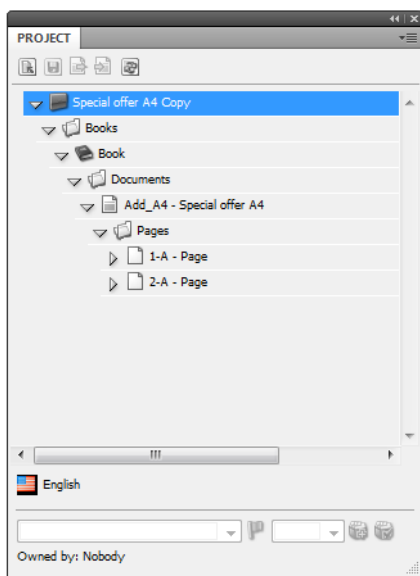 PROJECT
Special offer A4 Copy
Books
Book
Documents
Add_A4 - Special offer A4
Pages
1-A - Page
2-A - Page
English
Owned by: Nobody